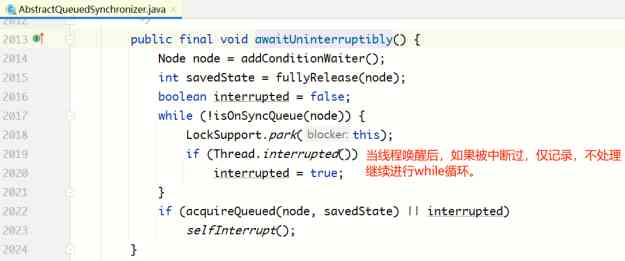 AbstractQueuedSynchronizer.java ×
2013 public final void awaitUninterruptibly() {
2014 Node node = addConditionWaiter();
2015 int savedState = fullyRelease(node);
2016 boolean interrupted = false;
2017 while (!isOnSyncQueue(node)) {
2018 LockSupport.park( blocker: this);
2019 if (Thread.interrupted()) 当线程唤醒后，如果被中断过，仅记录，不处理
2020 interrupted = true; 继续进行while循环。
2021 }
2022 if (acquireQueued(node, savedState) || interrupted)
2023 selfInterrupt();
2024 }